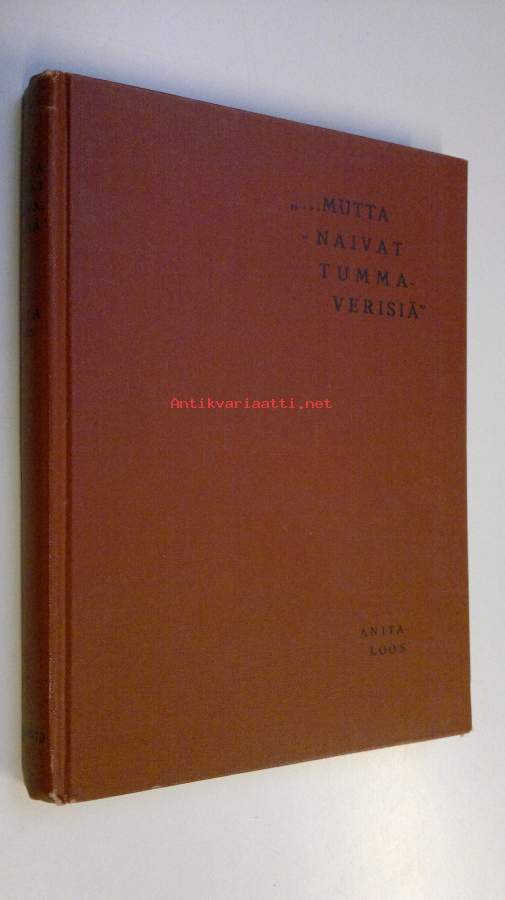 „...MUTTA
-NAIVAT
TUMMA-
VERISIÄ”
Antikvariaatti.net
ANITA
LOOS